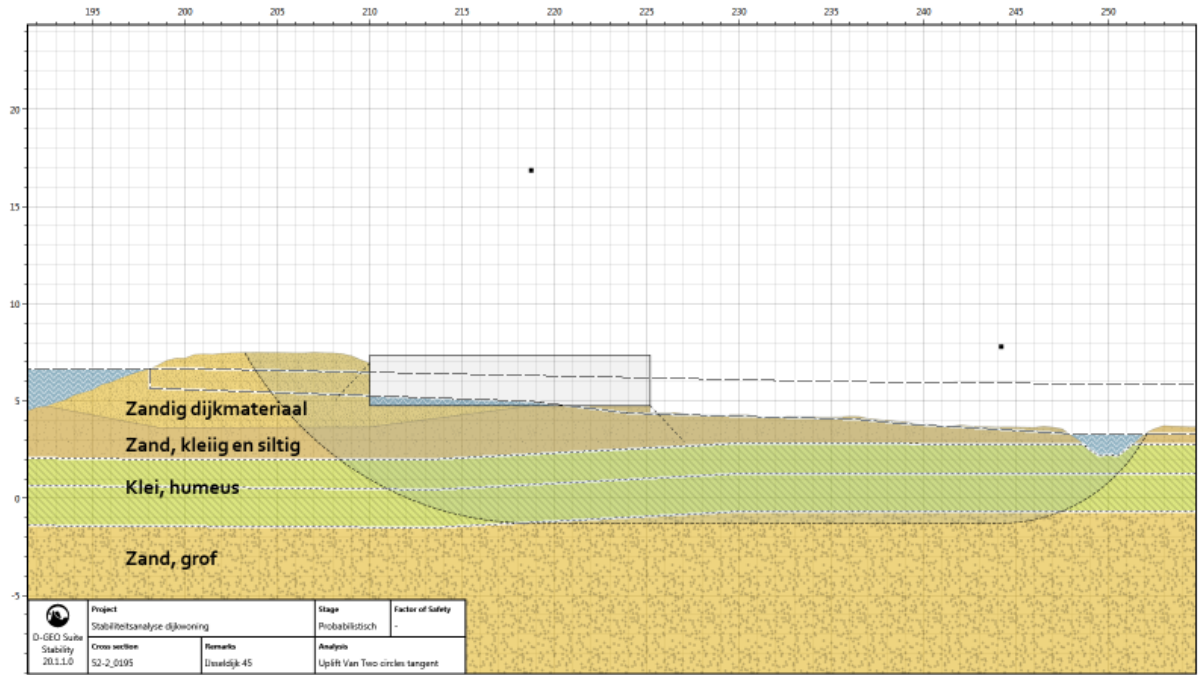 195 200 205 210 215 220 225 230 235 240 245 250
20
15
10
5
0
-5
Zandig dijkmateriaal
Zand, kleiig en siltig
Klei, humeus
Zand, grof
D-GEO Suite
Stability
20.1.1.0
Project
Stabiliteitsanalyse dijkwoning
Stage
Probabilistisch
Factor of Safety
-
Cross section
S2-2_0195
Remarks
IJsseldijk 45
Analysis
Uplift Van Two circles tangent